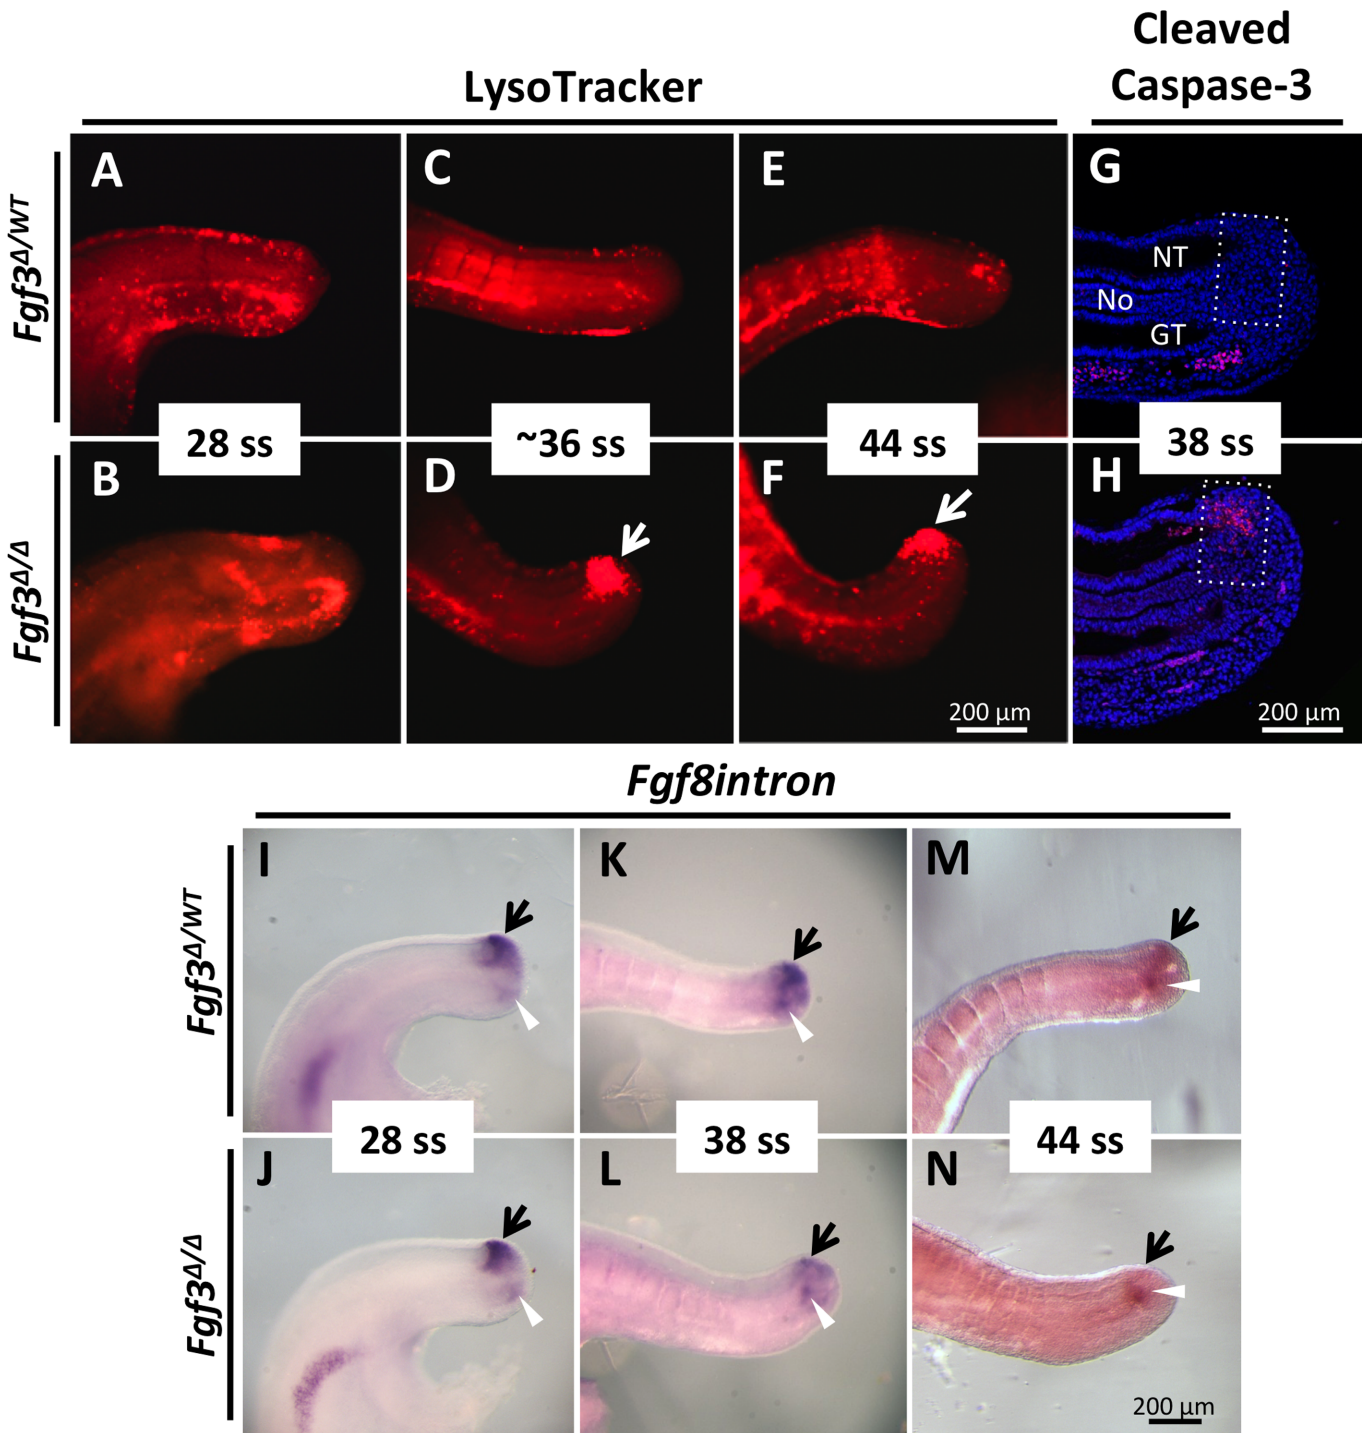 Cleaved
Caspase-3
LysoTracker
Fgf3Δ/WT
A
C
E
G
NT
No
GT
28 ss
~36 ss
44 ss
38 ss
Fgf3Δ/Δ
B
D
F
H
200 μm
200 μm
Fgf8intron
Fgf3Δ/WT
I
K
M
28 ss
38 ss
44 ss
Fgf3Δ/Δ
J
L
N
200 μm